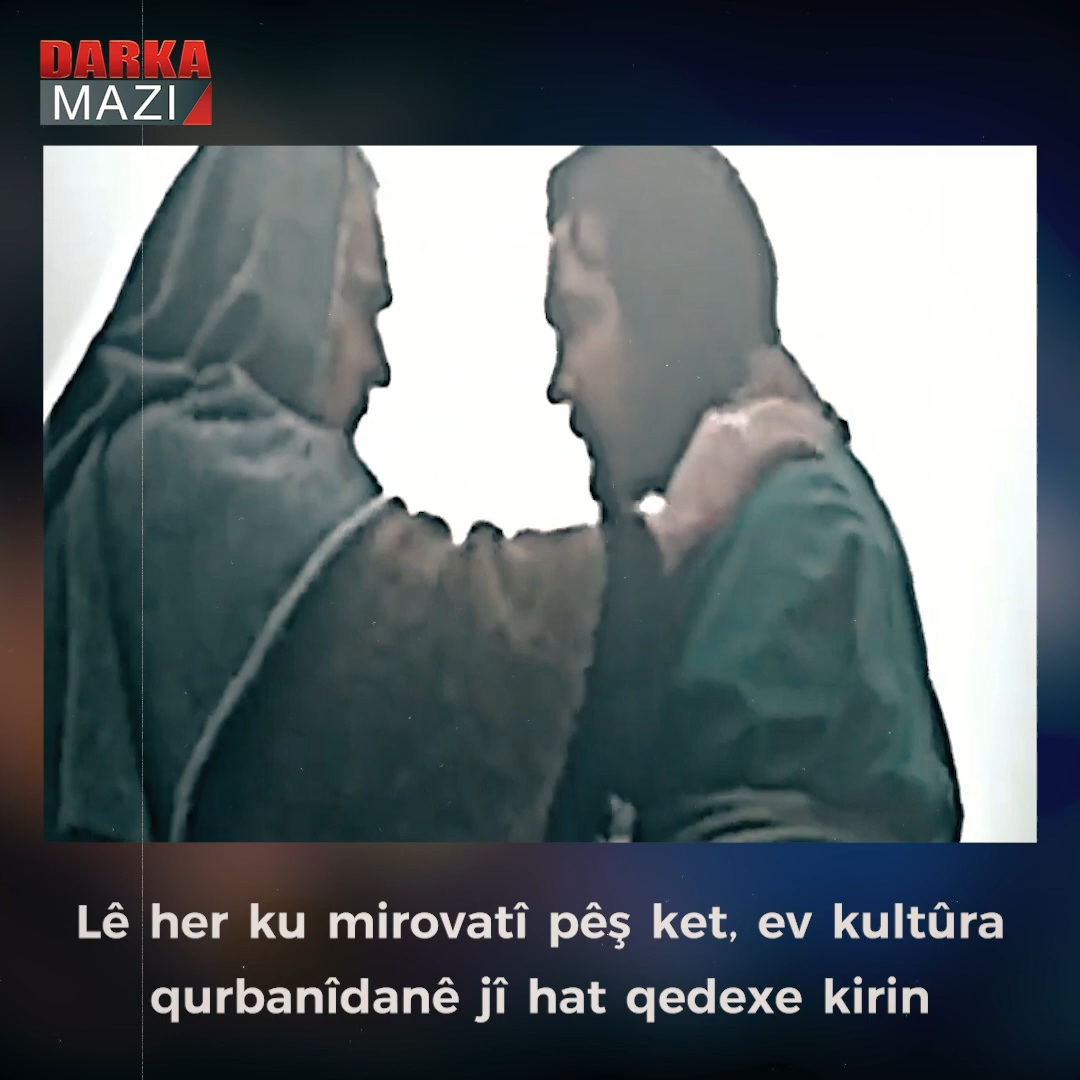 DARKA
MAZI
Lê her ku mirovatî pêş ket, ev kultûra
qurbanîdanê jî hat qedexe kirin